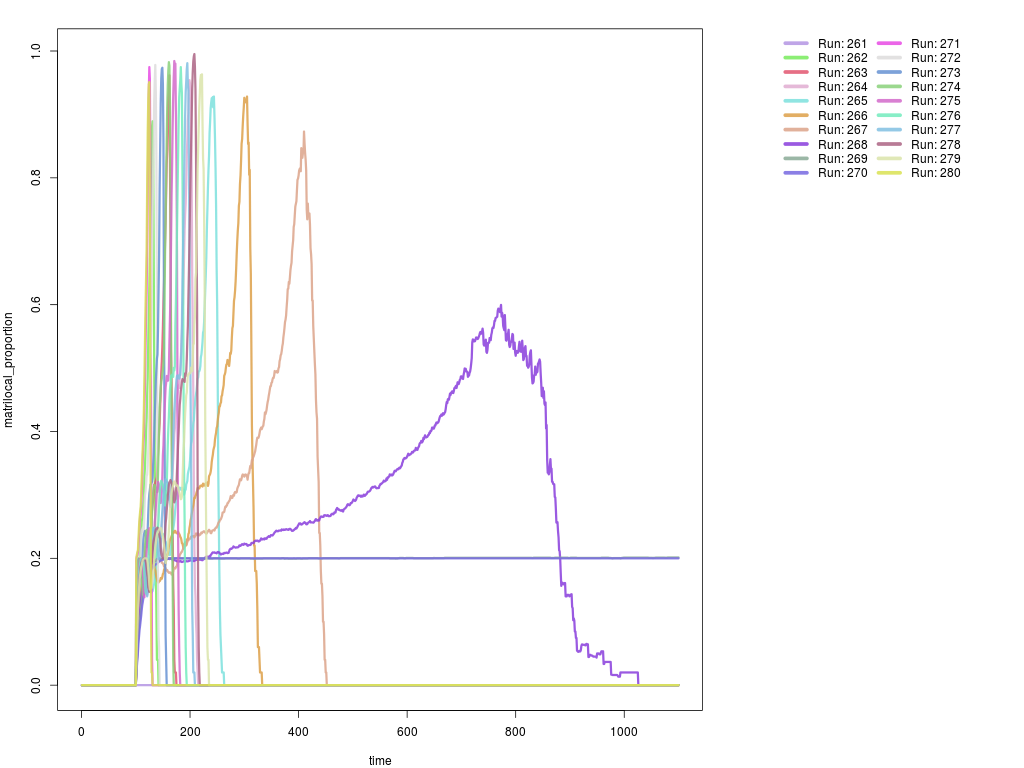 1.0
0.8
0.6
0.4
0.2
0.0
matrilocal_proportion
0 200 400 600 800 1000
time
Run: 261 Run: 271
Run: 262 Run: 272
Run: 263 Run: 273
Run: 264 Run: 274
Run: 265 Run: 275
Run: 266 Run: 276
Run: 267 Run: 277
Run: 268 Run: 278
Run: 269 Run: 279
Run: 270 Run: 280